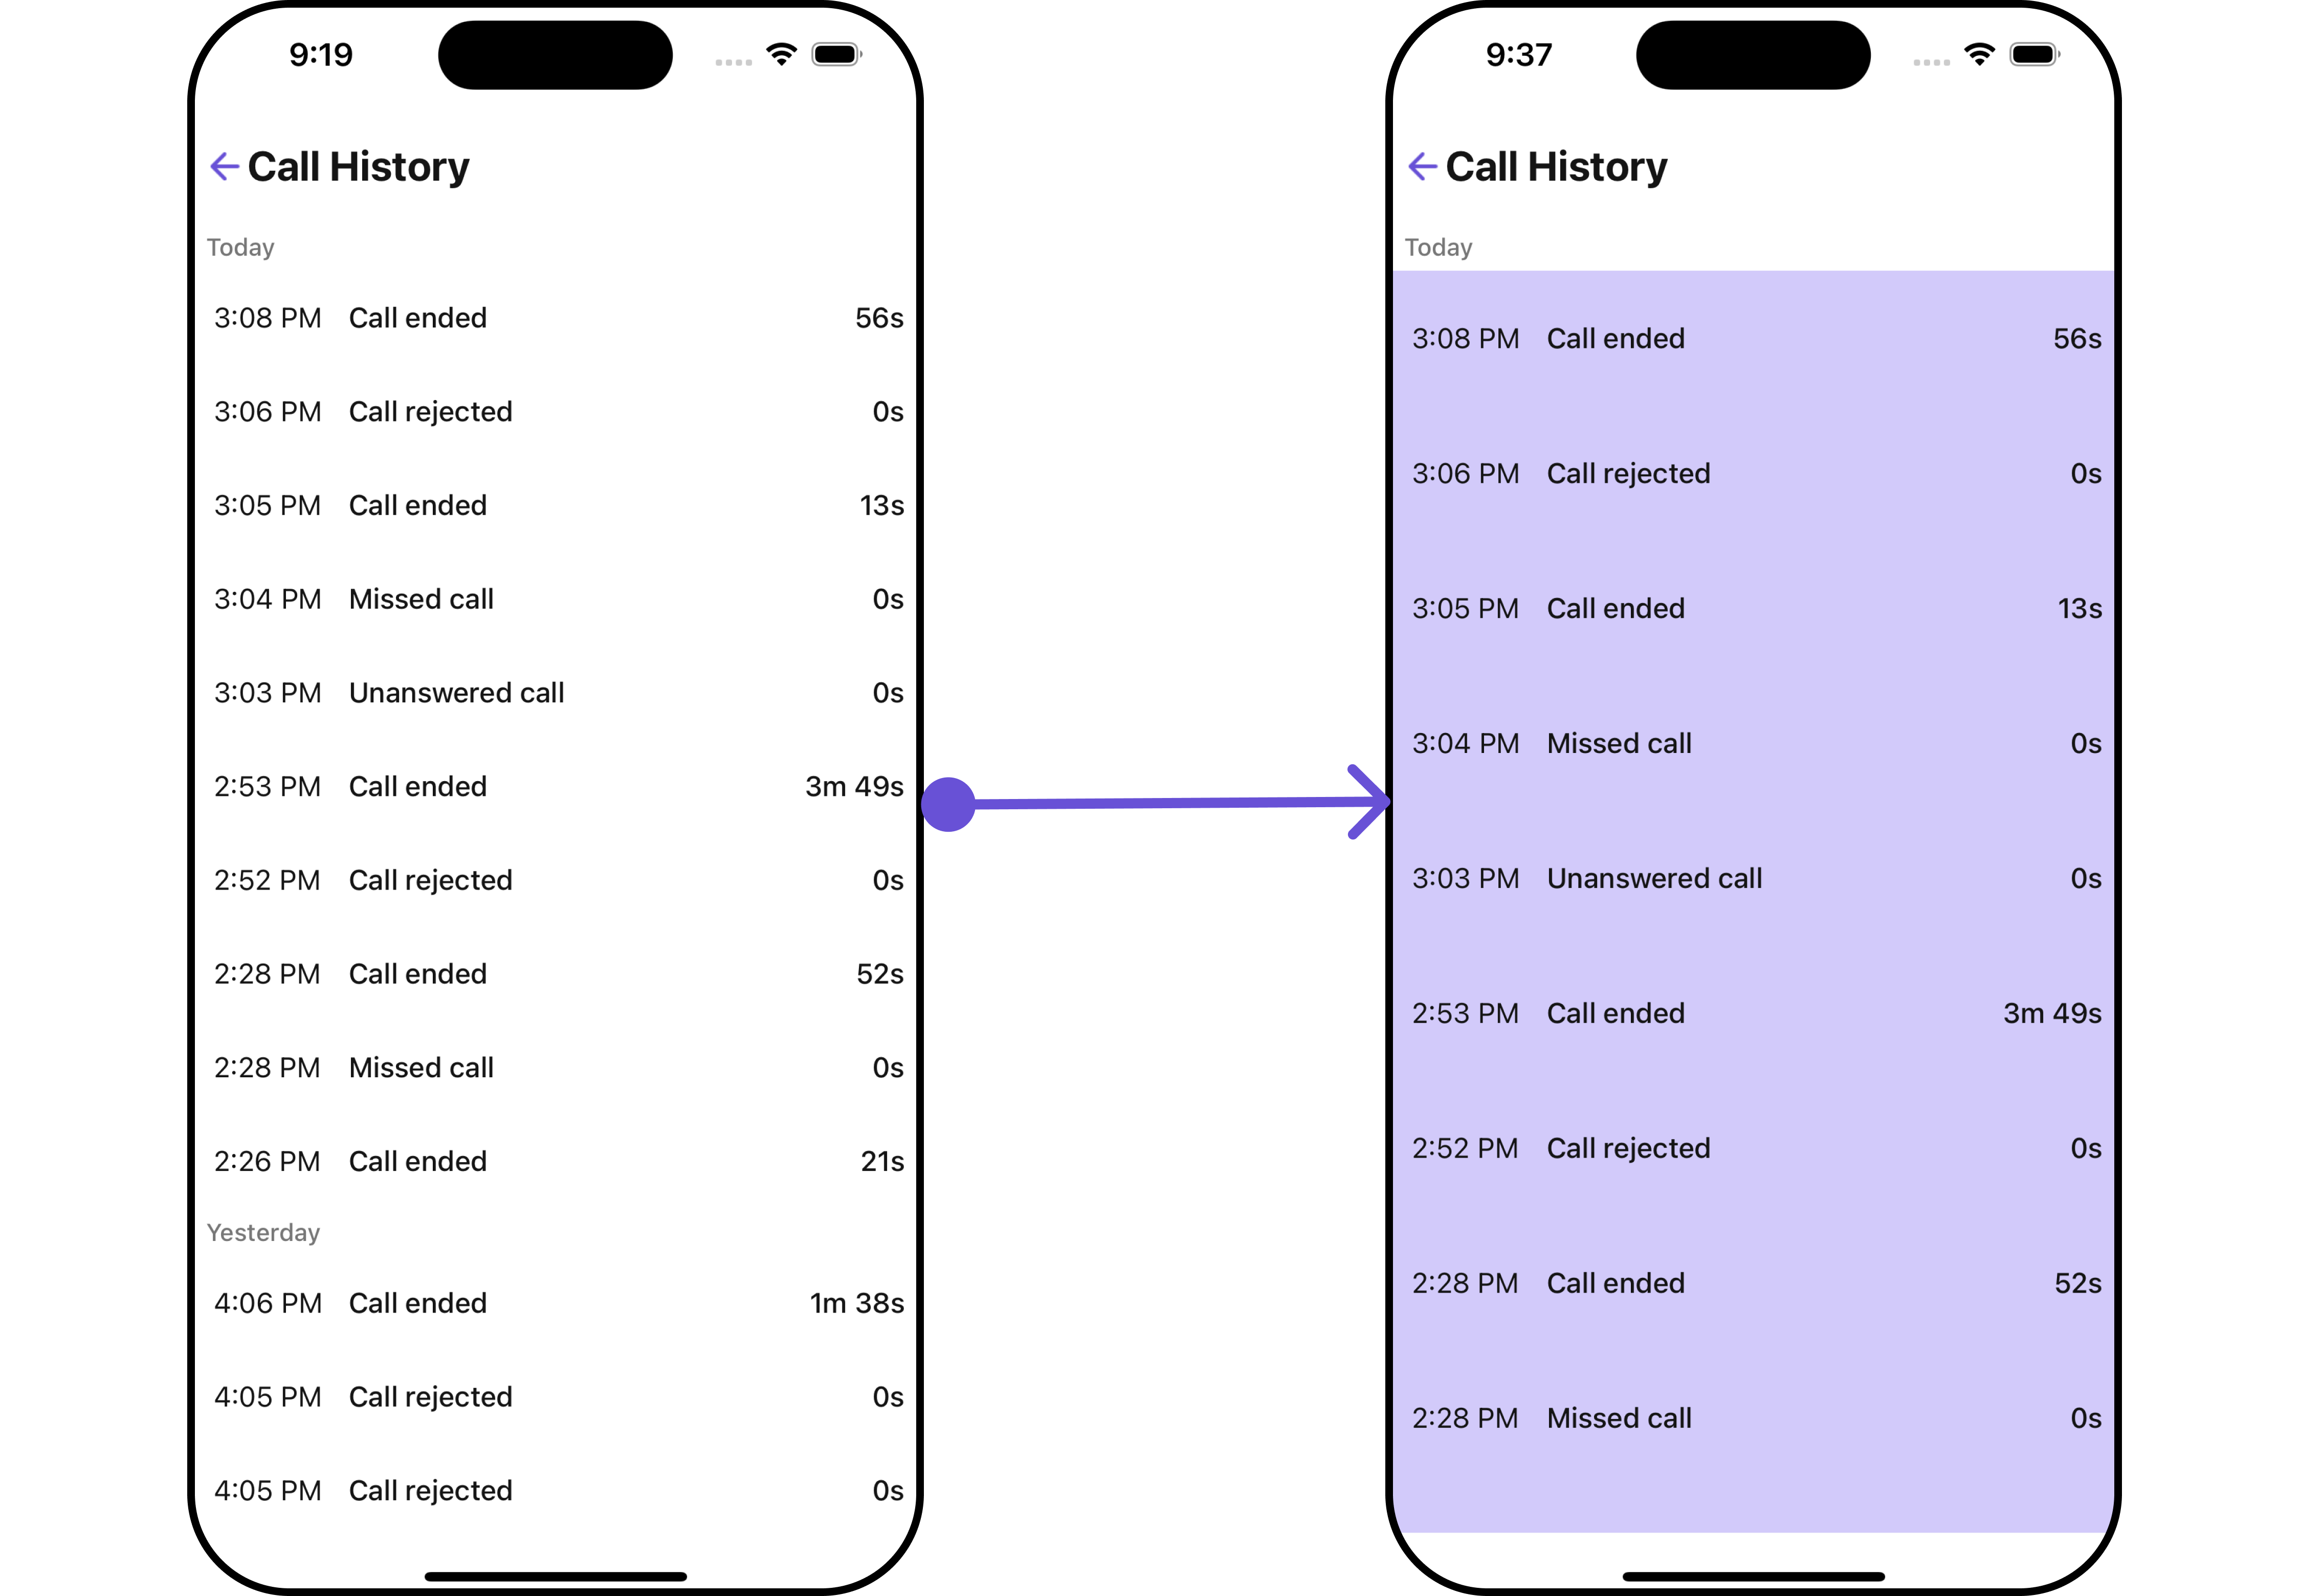 9:19
Call History
Today
3:08 PM Call ended 56s
3:06 PM Call rejected 0s
3:05 PM Call ended 13s
3:04 PM Missed call 0s
3:03 PM Unanswered call 0s
2:53 PM Call ended 3m 49s
2:52 PM Call rejected 0s
2:28 PM Call ended 52s
2:28 PM Missed call 0s
2:26 PM Call ended 21s
Yesterday
4:06 PM Call ended 1m 38s
4:05 PM Call rejected 0s
4:05 PM Call rejected 0s
9:37
Call History
Today
3:08 PM Call ended 56s
3:06 PM Call rejected 0s
3:05 PM Call ended 13s
3:04 PM Missed call 0s
3:03 PM Unanswered call 0s
2:53 PM Call ended 3m 49s
2:52 PM Call rejected 0s
2:28 PM Call ended 52s
2:28 PM Missed call 0s